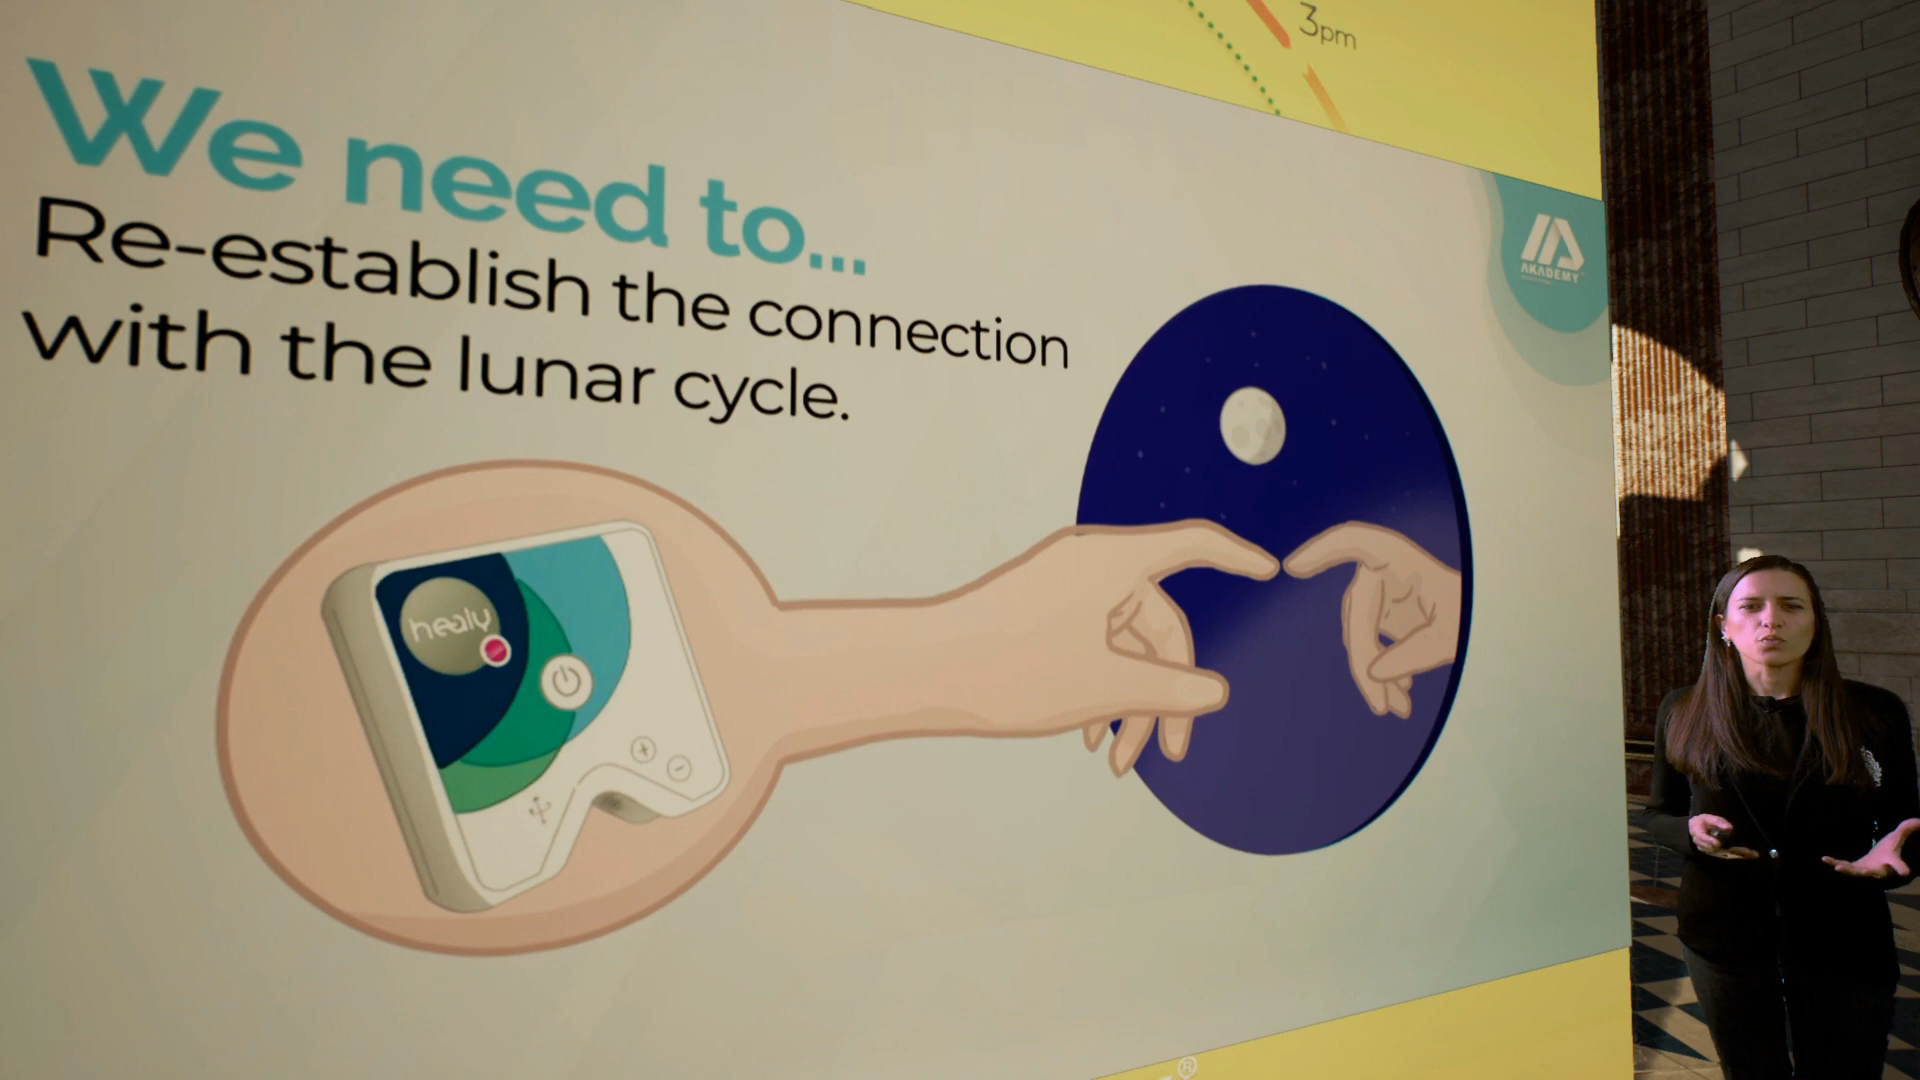 3pm
We need to...
Re-establish the connection
with the lunar cycle.
AKADEMY
healy
®